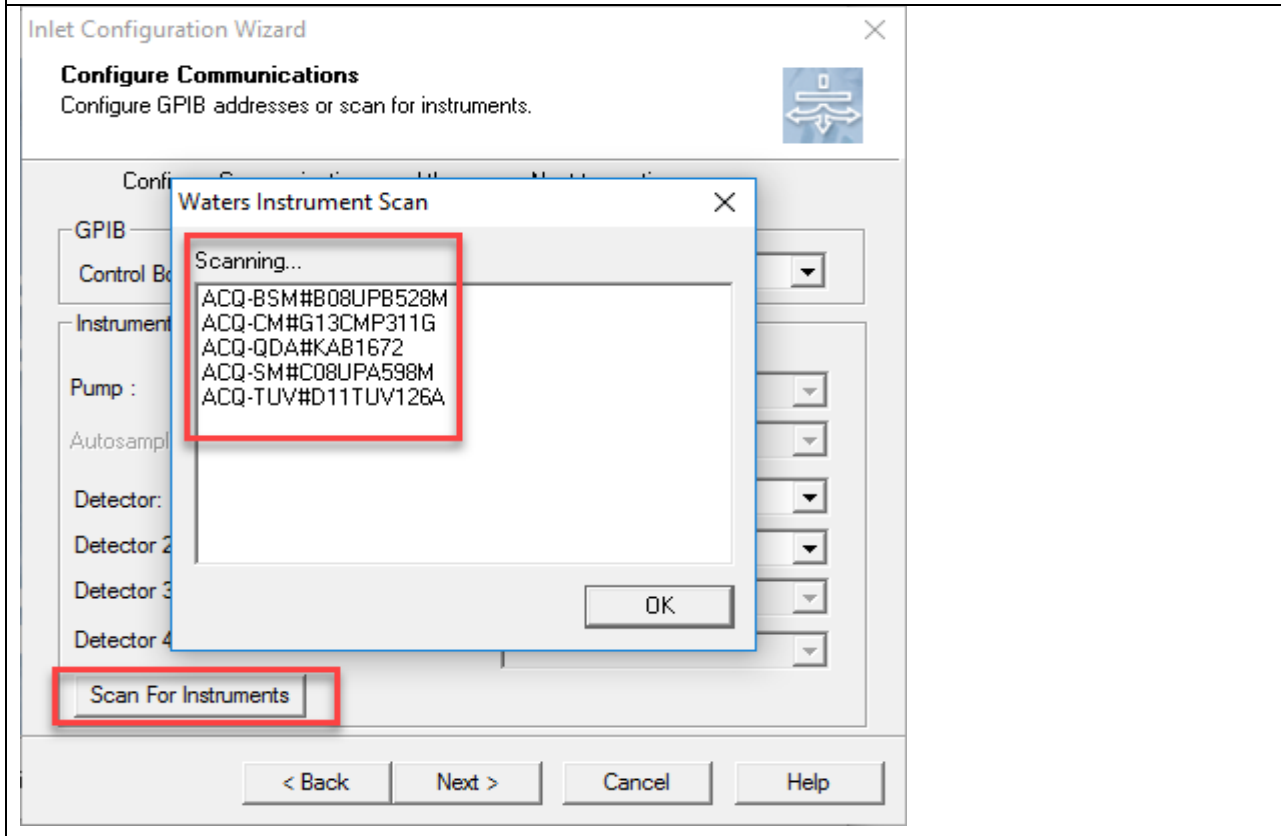 Inlet Configuration Wizard
Configure Communications
Configure GPIB addresses or scan for instruments.
Waters Instrument Scan
GPIB
Scanning...
Control
ACQ-BSM#B08UPB528M
ACQ-CM#G13CMP311G
Instrument
ACQ-QDA#KAB1672
ACQ-SM#C08UPA598M
Pump :
ACQ-TUV#D11TUV126A
Detector:
Detector 2
Detector 3
OK
Detector 4
Scan For Instruments
< Back Next > Cancel Help